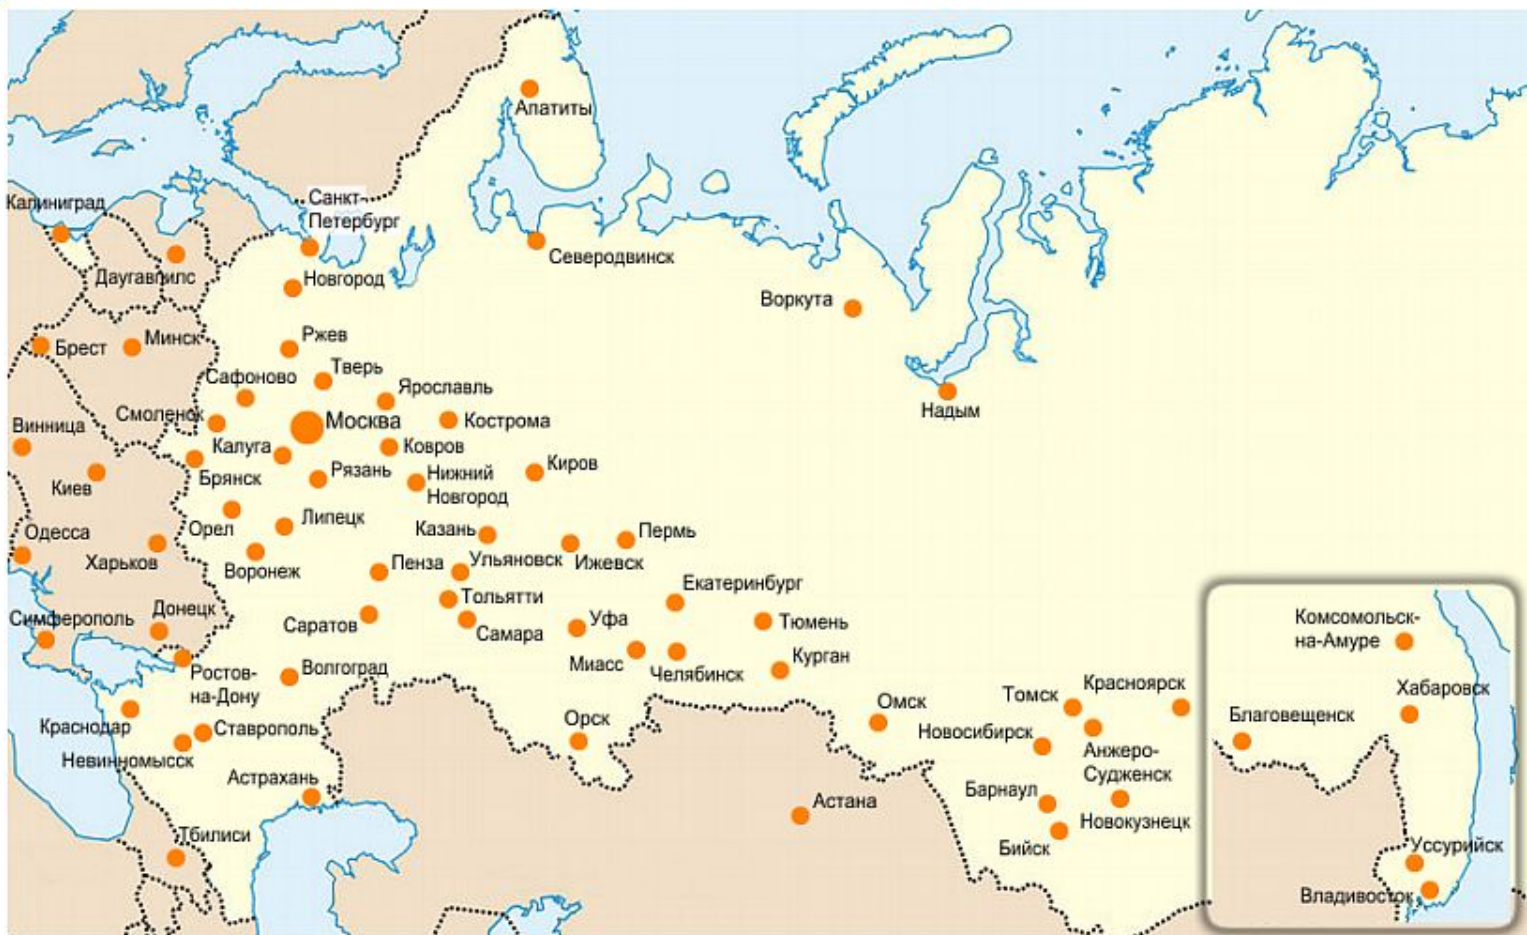 Апатиты
Санкт-
Петербург
Калиниград
Северодвинск
Даугавпилс
Новгород
Воркута
Ржев
Минск
Брест
Тверь
Сафоново
Ярославль
Надым
Смоленск
Москва
Кострома
Винница
Калуга
Ковров
Киров
Рязань
Брянск
Нижний
Новгород
Киев
Липецк
Орел
Казань
Пермь
Одесса
Харьков
Воронеж
Пенза
Ульяновск
Ижевск
Екатеринбург
Тольятти
Донецк
Симферополь
Саратов
Самара
Уфа
Тюмень
Комсомольск-
на-Амуре
Миасс
Челябинск
Курган
Ростов-
на-Дону
Волгоград
Томск
Красноярск
Хабаровск
Краснодар
Ставрополь
Орск
Омск
Новосибирск
Благовещенск
Анжеро-
Судженск
Невинномысск
Астрахань
Астана
Барнаул
Новокузнецк
Тбилиси
Бийск
Уссурийск
Владивосток